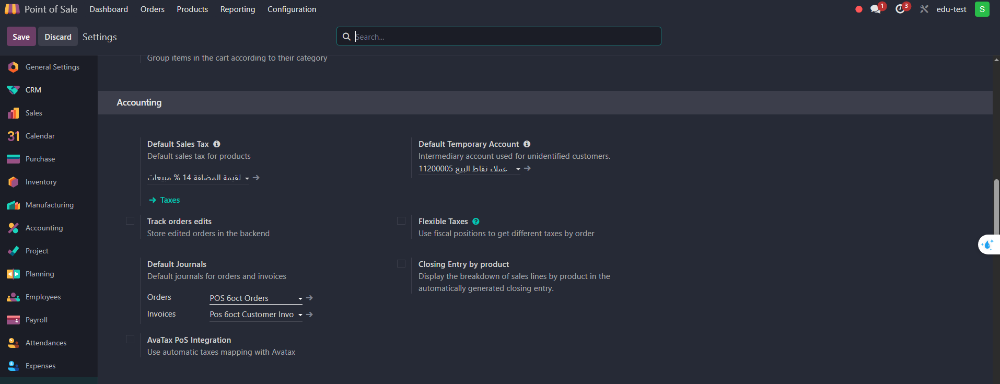 Point of Sale Dashboard Orders Products Reporting Configuration 1 3 edu-test S
Save Discard Settings Search...
Group items in the cart according to their category
General Settings
CRM
Sales
31 Calendar
Purchase
Inventory
Manufacturing
Accounting
Project
Planning
Employees
Payroll
Attendances
Expenses
Accounting
Default Sales Tax
Default sales tax for products
لقيمة المضافة 14 % مبيعات
Taxes
Default Temporary Account
Intermediary account used for unidentified customers.
11200005 عملاء نقاط البيع
Track orders edits
Store edited orders in the backend
Flexible Taxes ?
Use fiscal positions to get different taxes by order
Default Journals
Default journals for orders and invoices
Orders POS 6oct Orders
Invoices Pos 6oct Customer Invo
Closing Entry by product
Display the breakdown of sales lines by product in the
automatically generated closing entry.
AvaTax PoS Integration
Use automatic taxes mapping with Avatax